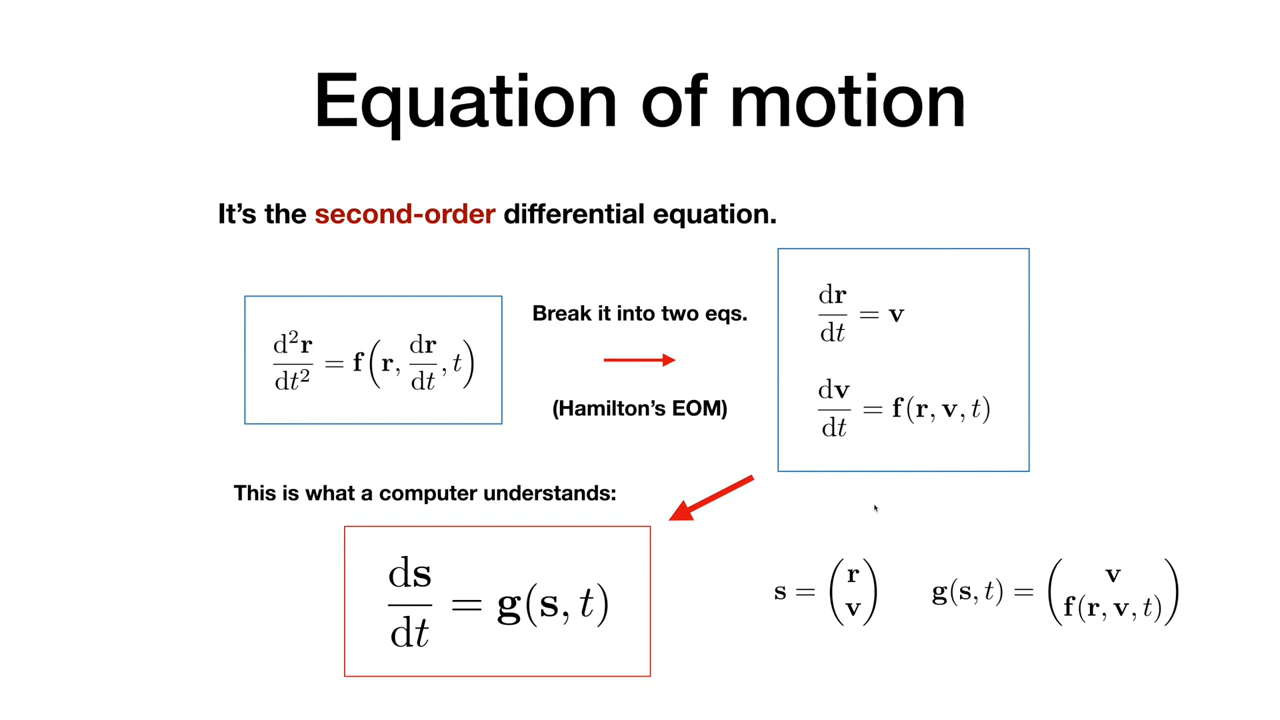 Equation of motion
It's the second-order differential equation.
d²r/dt² = f(r, dr/dt, t)
Break it into two eqs.
(Hamilton's EOM)
dr/dt = v
dv/dt = f(r, v, t)
This is what a computer understands:
ds/dt = g(s, t)
s = (r v)
g(s, t) = (v f(r, v, t))